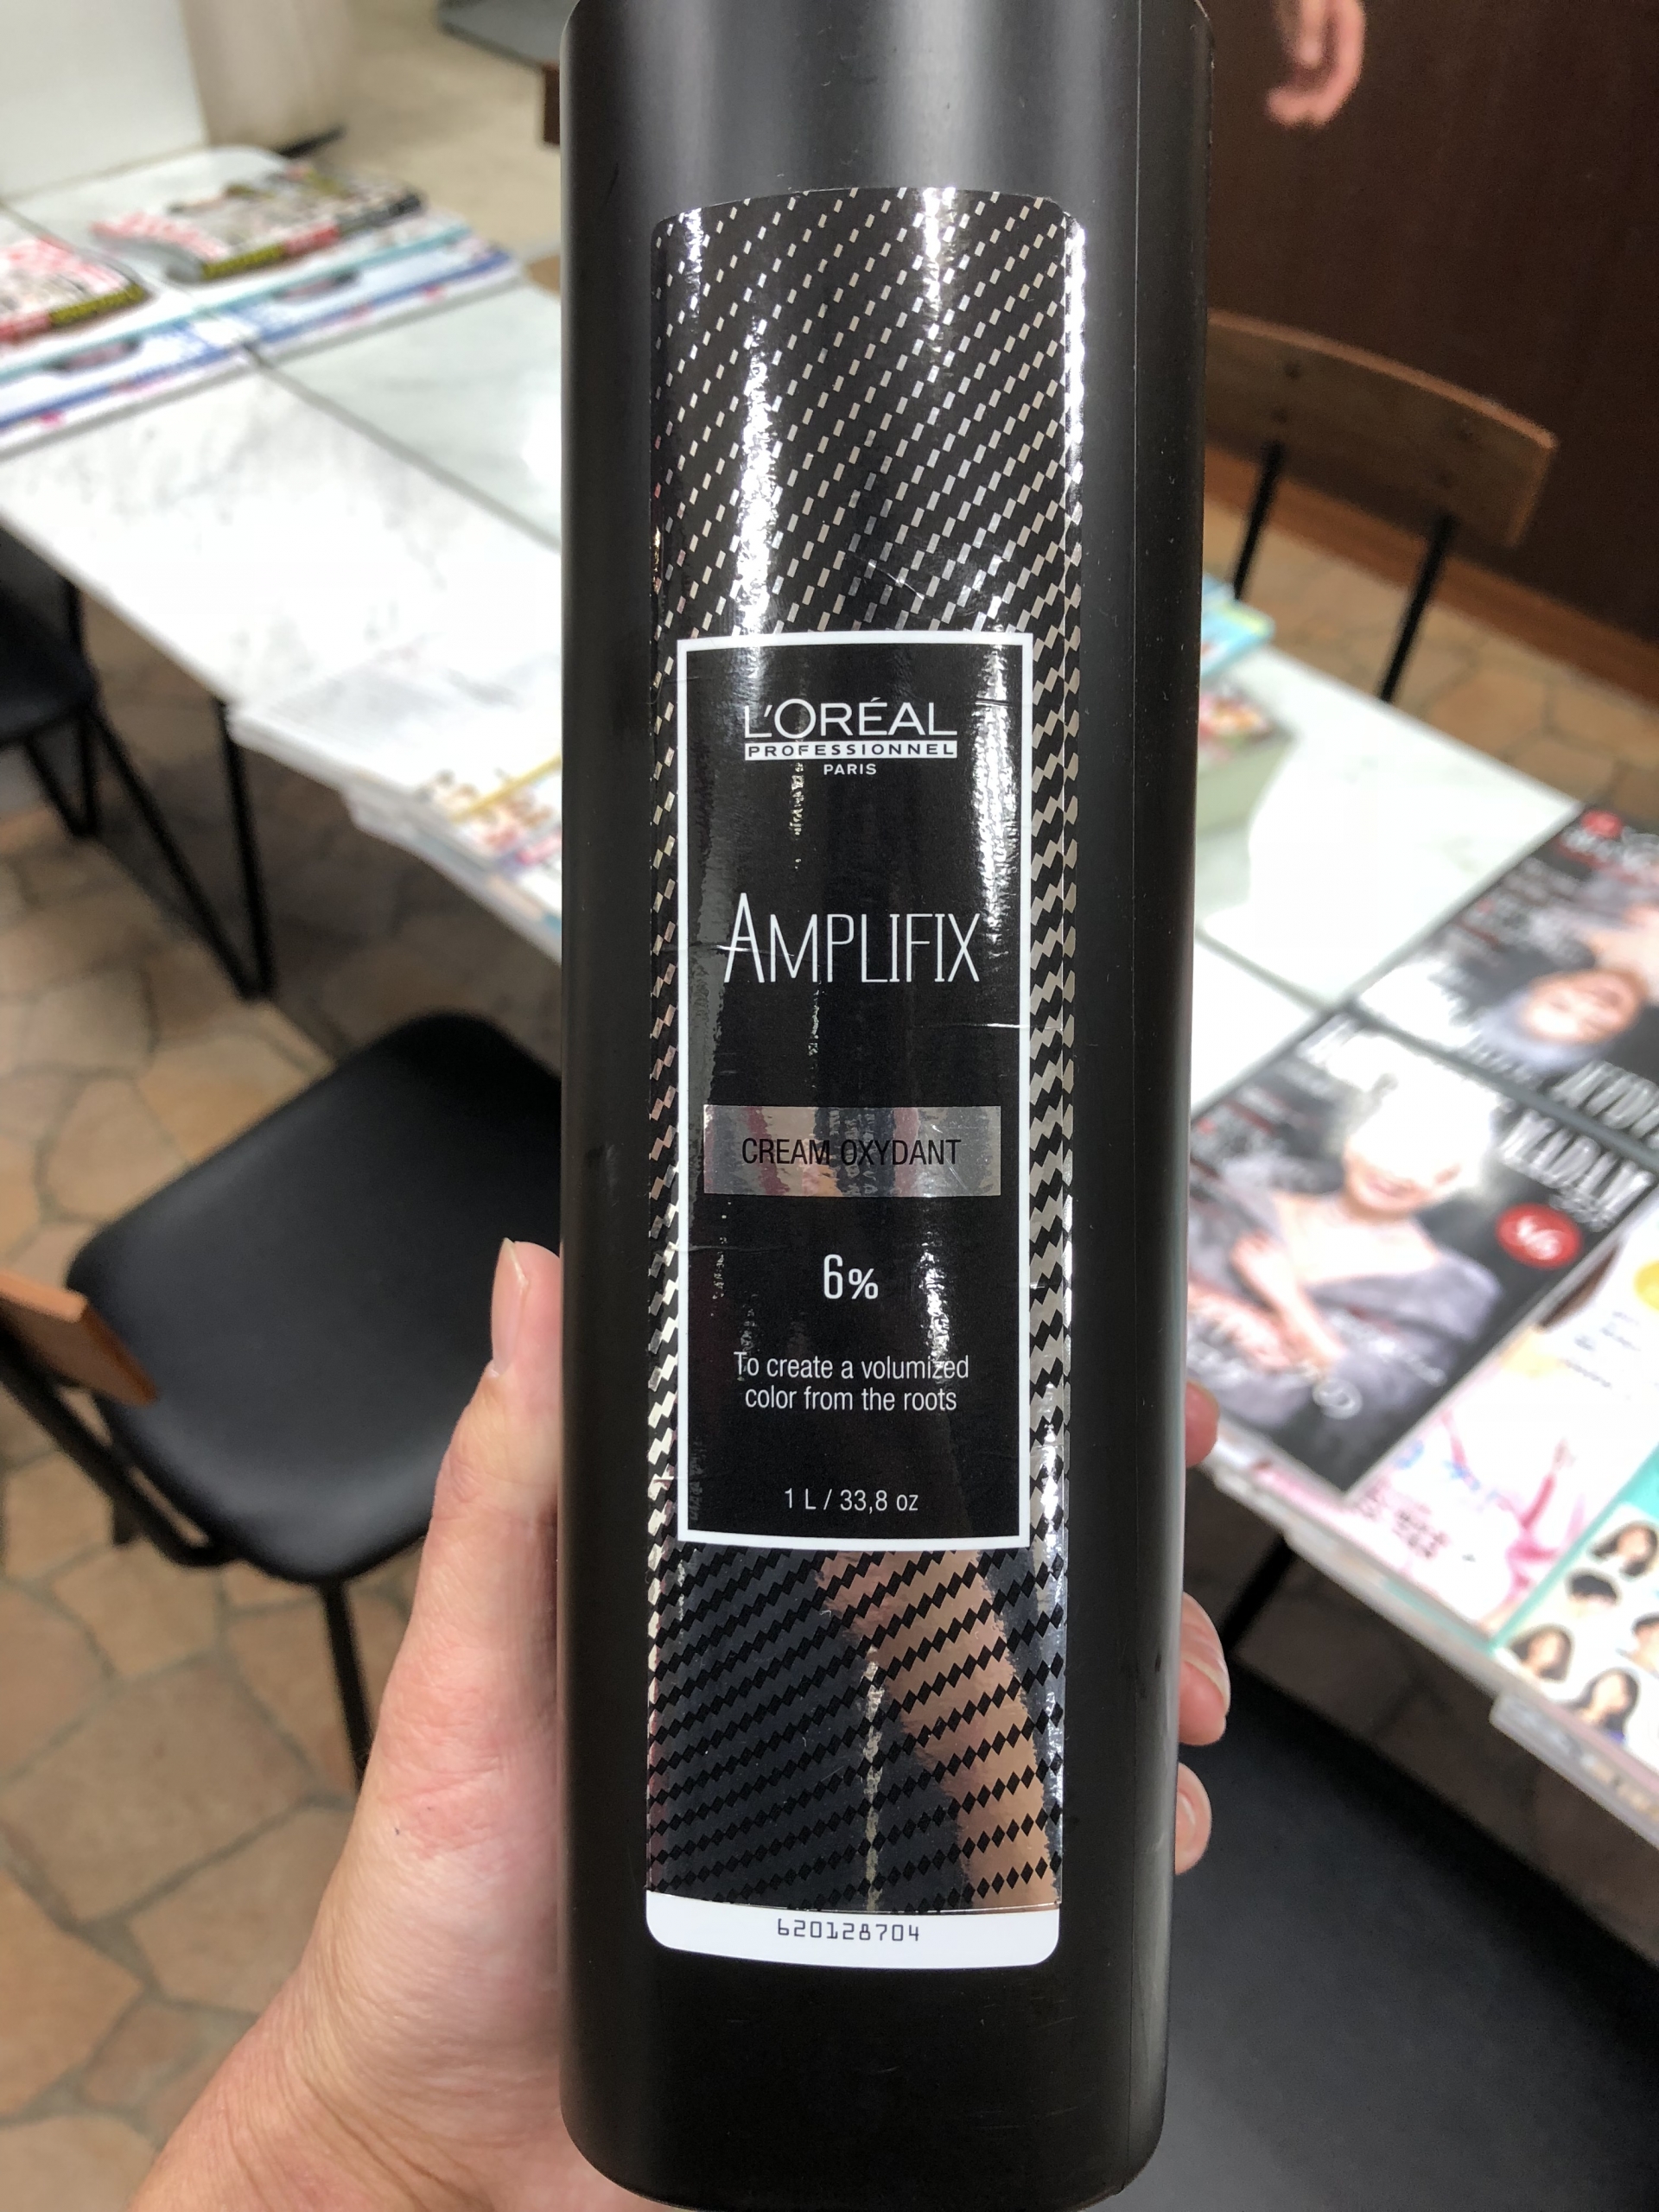 L'ORÉAL
PROFESSIONNEL
PARIS
AMPLIFIX
CREAM OXYDANT
6%
To create a volumized
color from the roots
1 L / 33,8 oz
620128704
MADAM